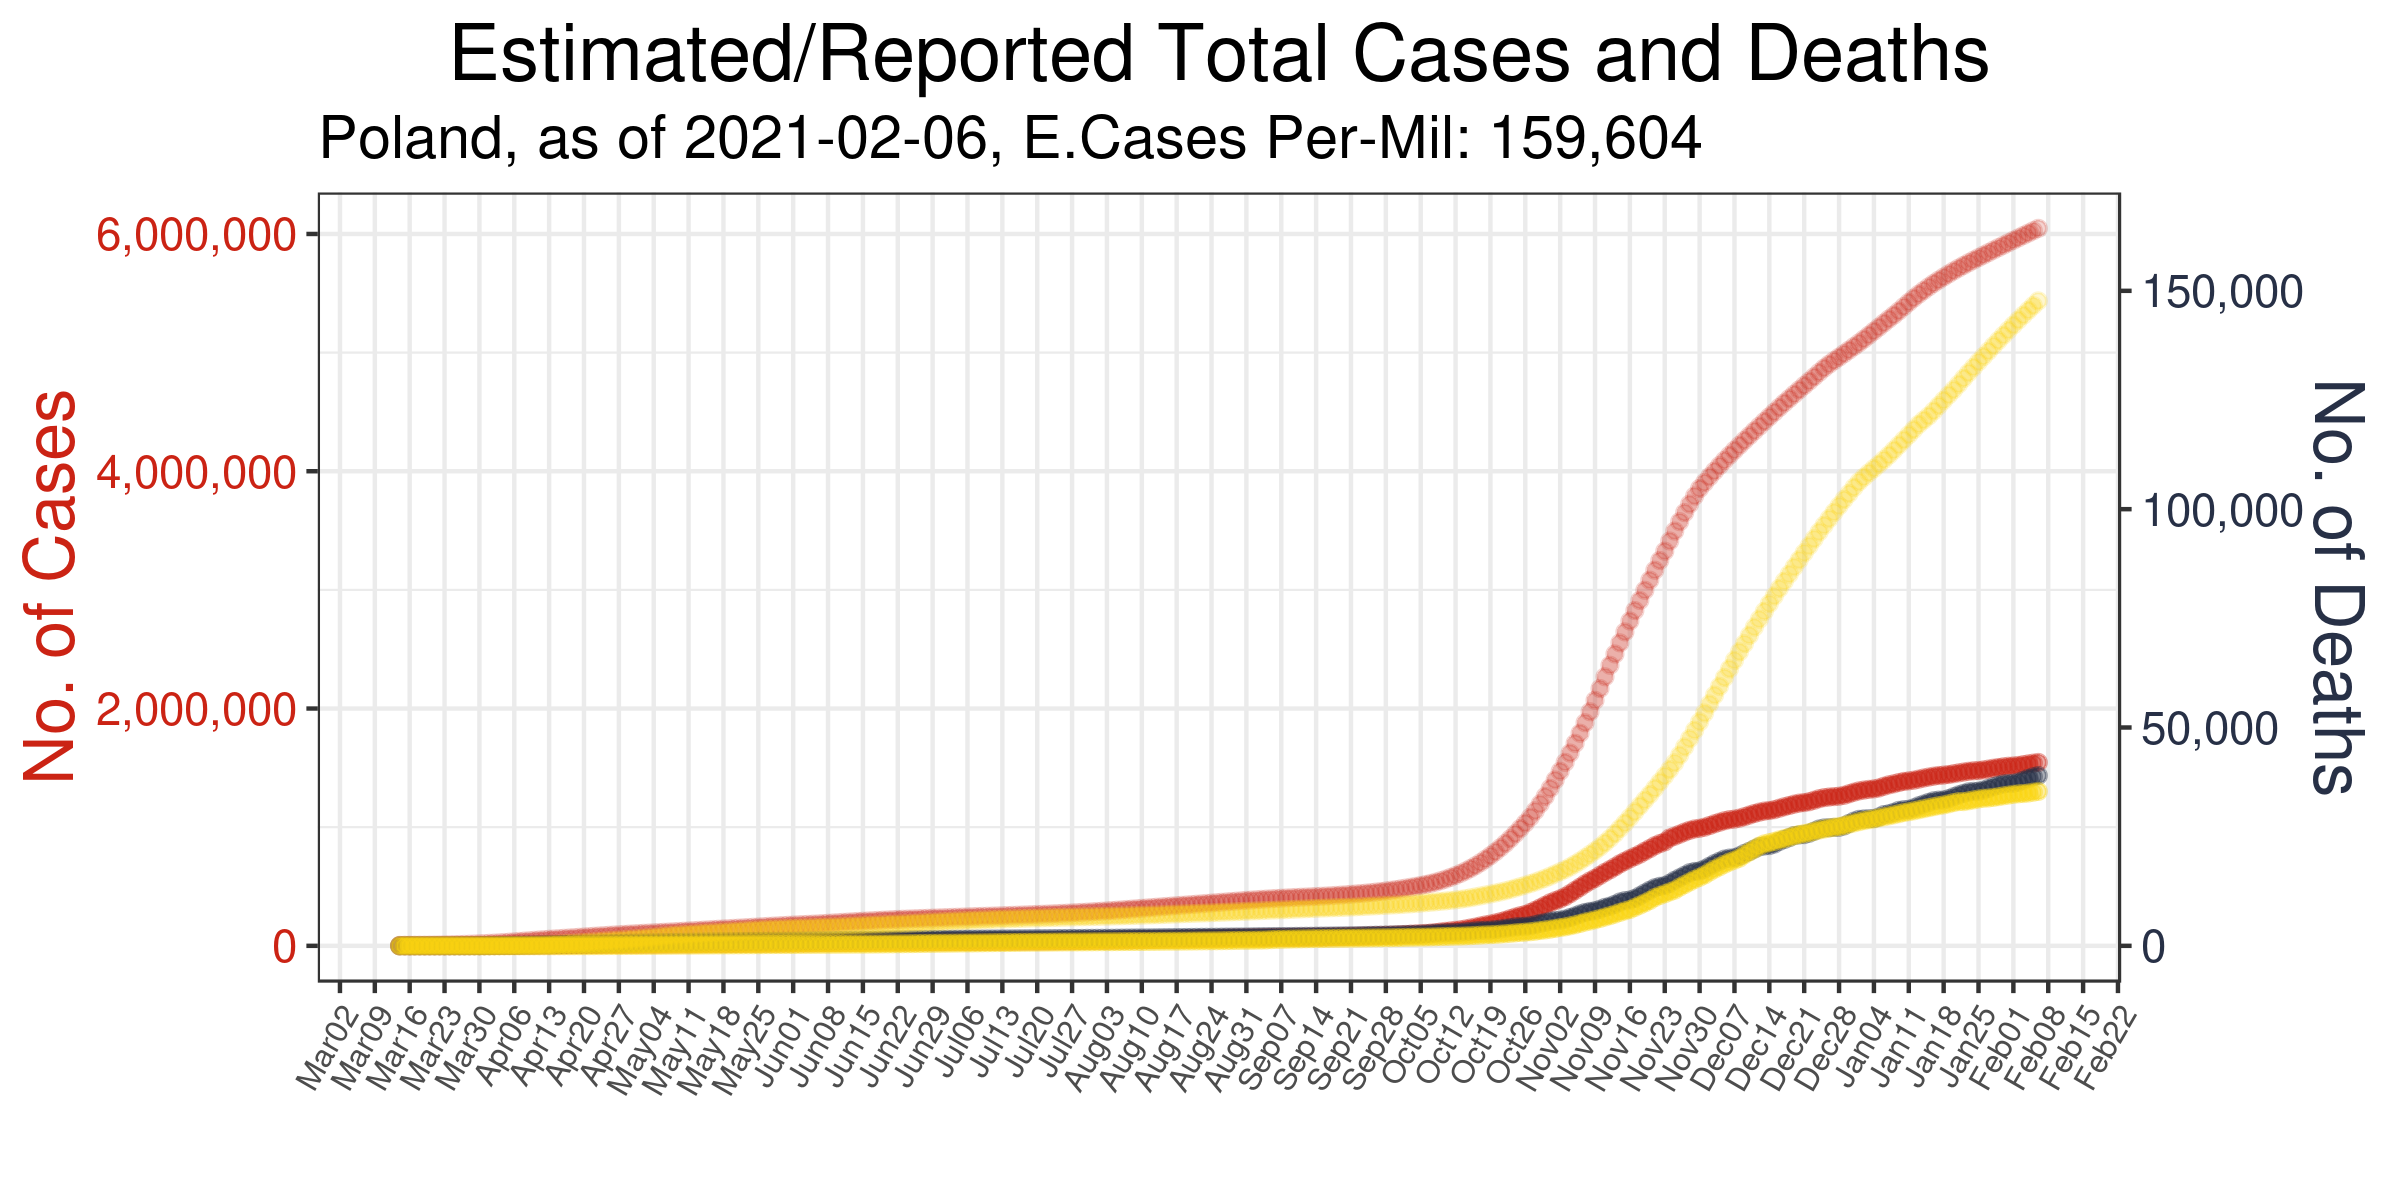 Estimated/Reported Total Cases and Deaths
Poland, as of 2021-02-06, E.Cases Per-Mil: 159,604
No. of Cases
6,000,000
4,000,000
2,000,000
0
150,000
100,000
50,000
0
No. of Deaths
Mar02
Mar09
Mar16
Mar23
Mar30
Apr06
Apr13
Apr20
Apr27
May04
May11
May18
May25
Jun01
Jun08
Jun15
Jun22
Jun29
Jul06
Jul13
Jul20
Jul27
Aug03
Aug10
Aug17
Aug24
Aug31
Sep07
Sep14
Sep21
Sep28
Oct05
Oct12
Oct19
Oct26
Nov02
Nov09
Nov16
Nov23
Nov30
Dec07
Dec14
Dec21
Dec28
Jan04
Jan11
Jan18
Jan25
Feb01
Feb08
Feb15
Feb22